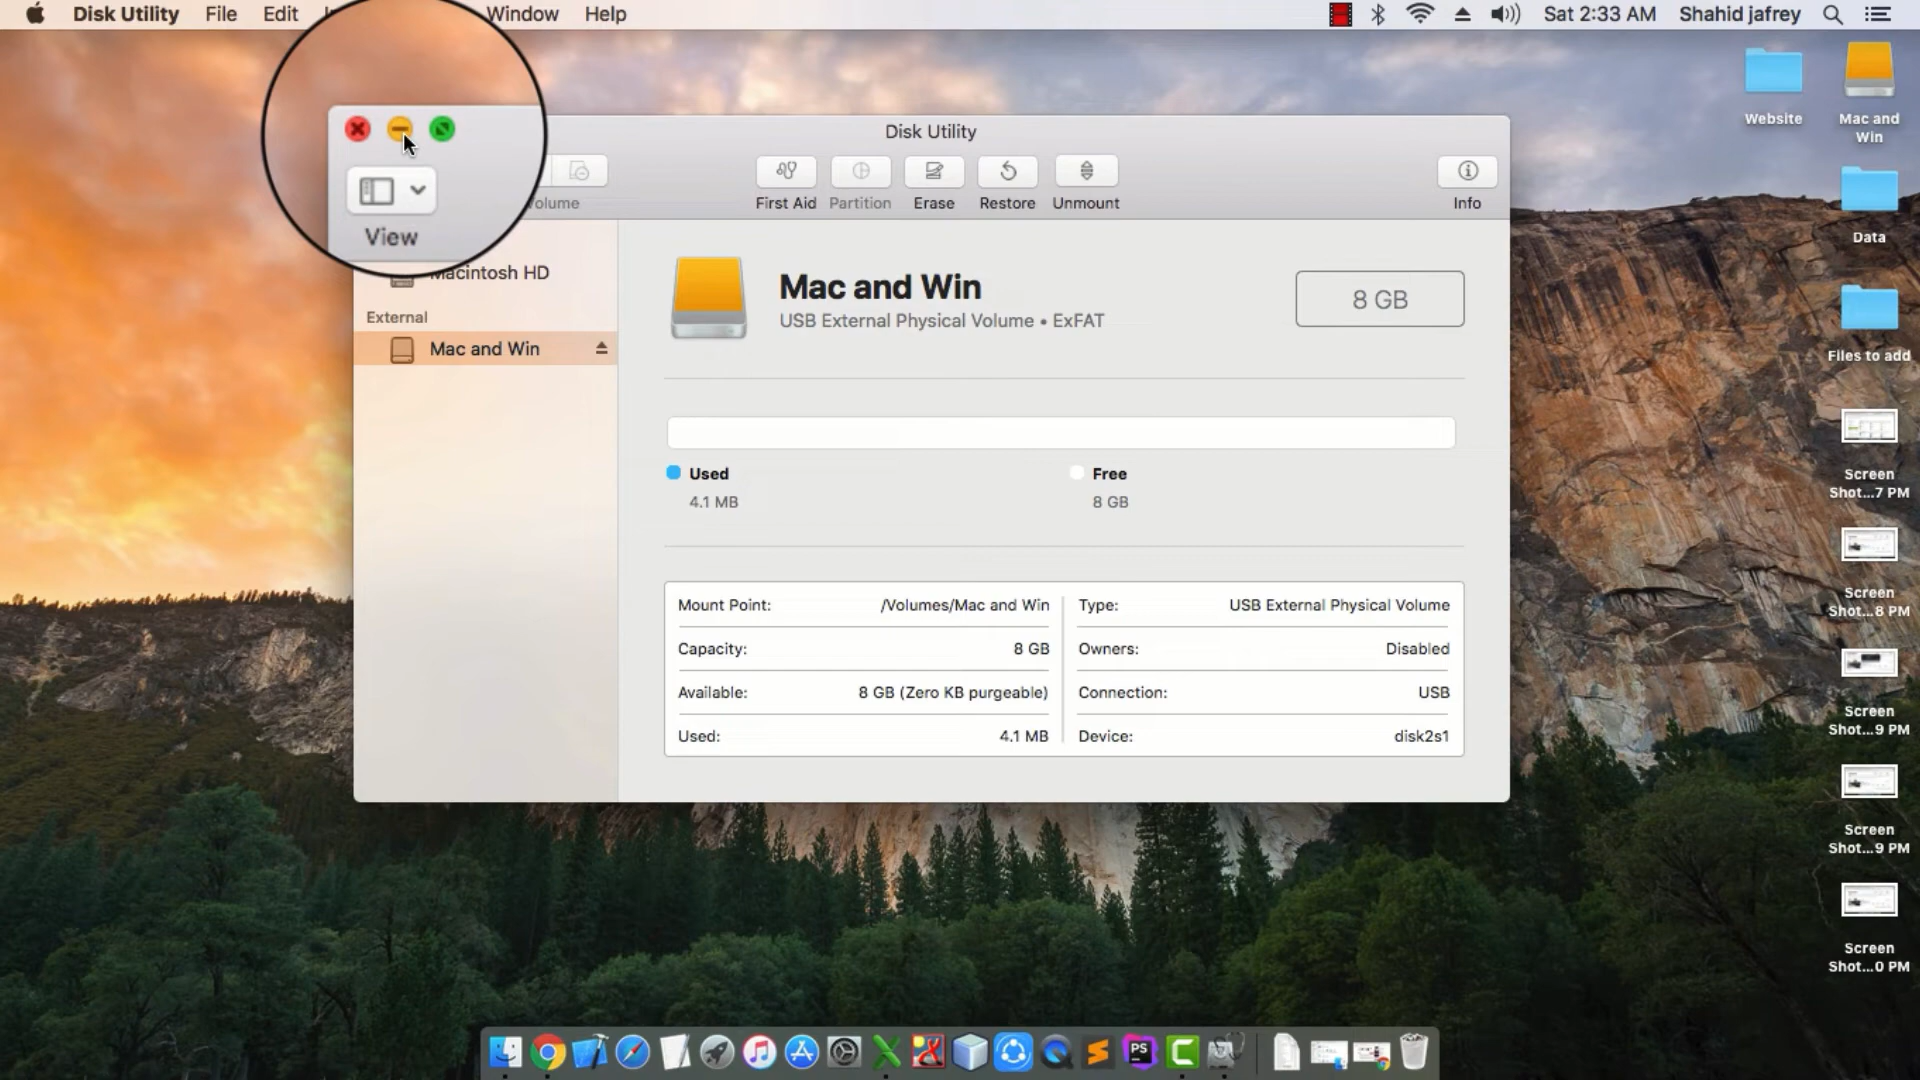 Disk Utility File Edit Window Help Sat 2:33 AM Shahid jafrey
Disk Utility
View
First Aid
Partition
Erase
Restore
Unmount
Info
Macintosh HD
External
Mac and Win
Mac and Win
USB External Physical Volume • ExFAT
8 GB
Used
4.1 MB
Free
8 GB
Mount Point: /Volumes/Mac and Win
Capacity: 8 GB
Available: 8 GB (Zero KB purgeable)
Used: 4.1 MB
Type: USB External Physical Volume
Owners: Disabled
Connection: USB
Device: disk2s1
Website
Mac and
Win
Data
Files to add
Screen
Shot...7 PM
Screen
Shot...8 PM
Screen
Shot...9 PM
Screen
Shot...9 PM
Screen
Shot...0 PM
PS